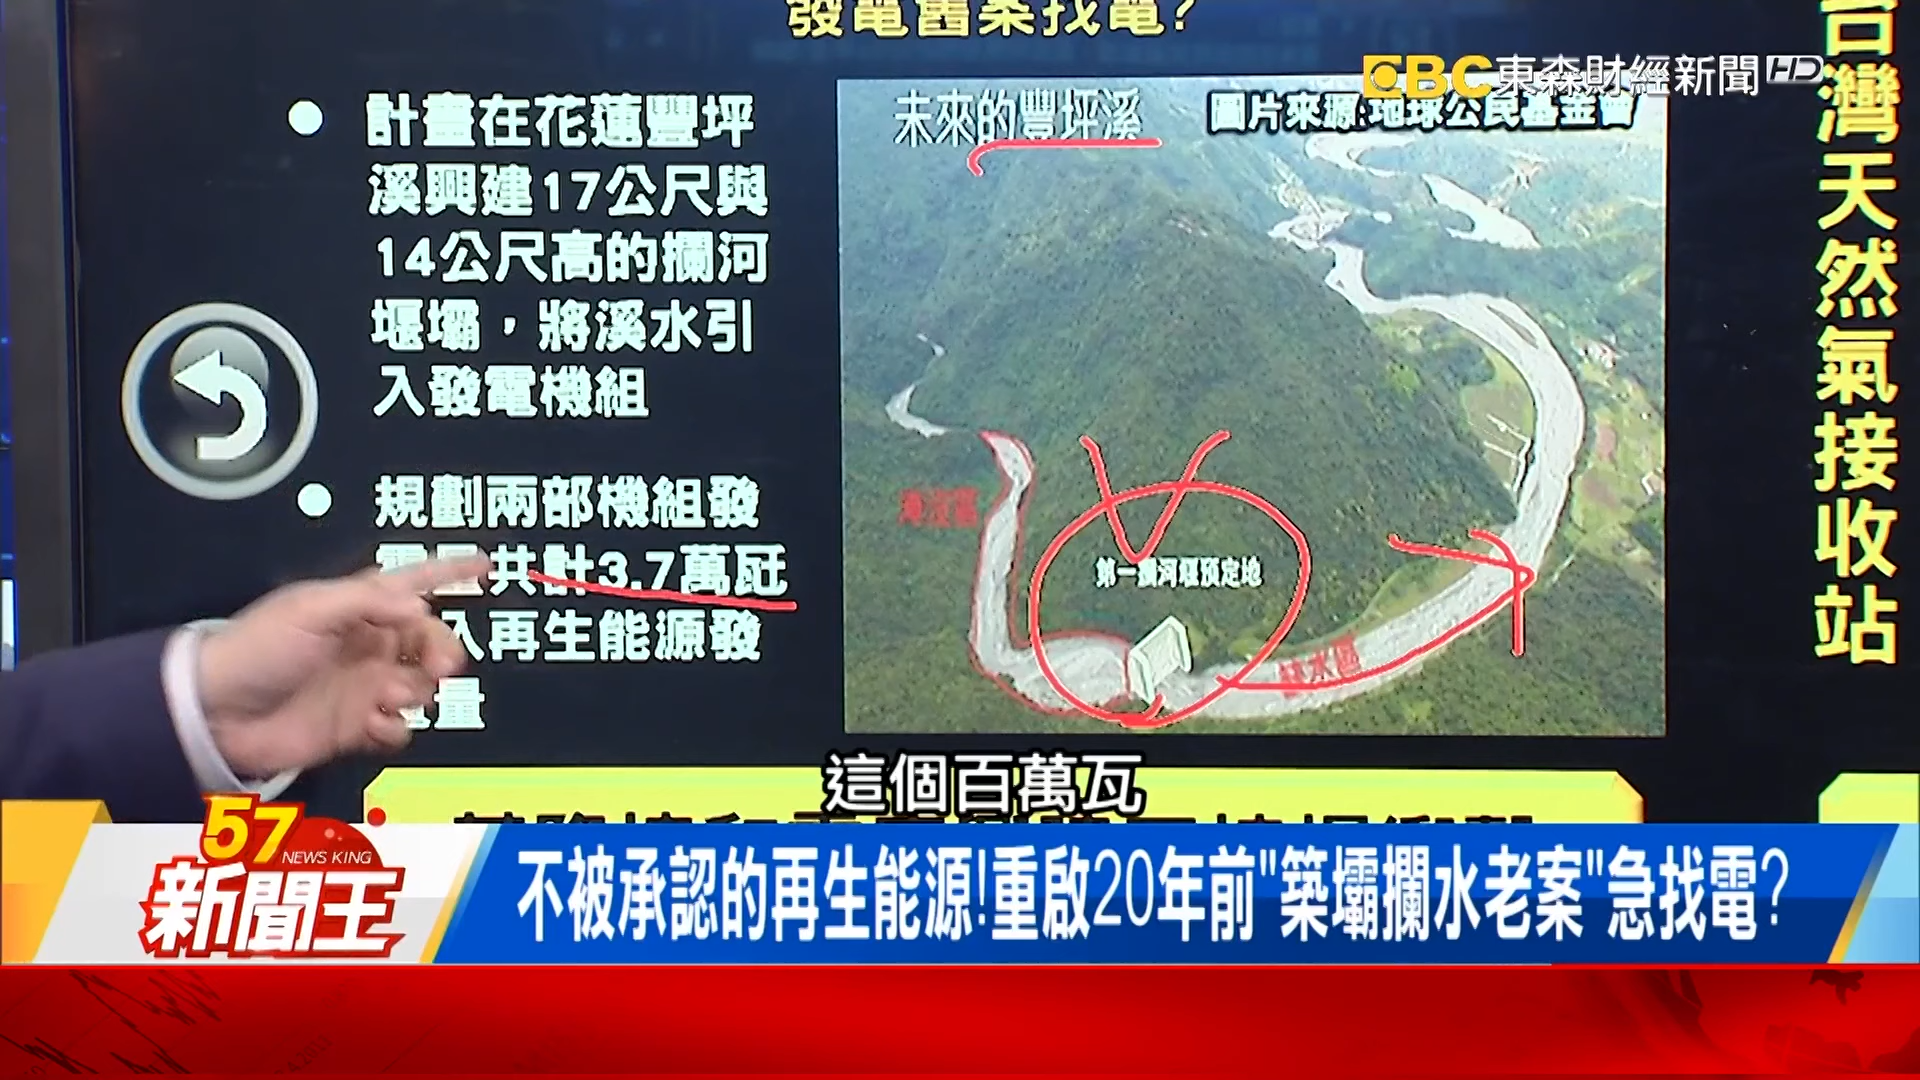 發電舊案找電?
EBC東森財經新聞HD
計畫在花蓮豐坪
溪興建17公尺與
14公尺高的攔河
堰壩，將溪水引
入發電機組
規劃兩部機組發
電量共計3.7萬瓩
入再生能源發
量
未來的豐坪溪
圖片來源:地球公民基金會
淹沒區
第一攔河堰預定地
缺水區
台灣天然氣接收站
這個百萬瓦
57
NEWS KING
新聞王
不被承認的再生能源!重啟20年前"築壩攔水老案"急找電?